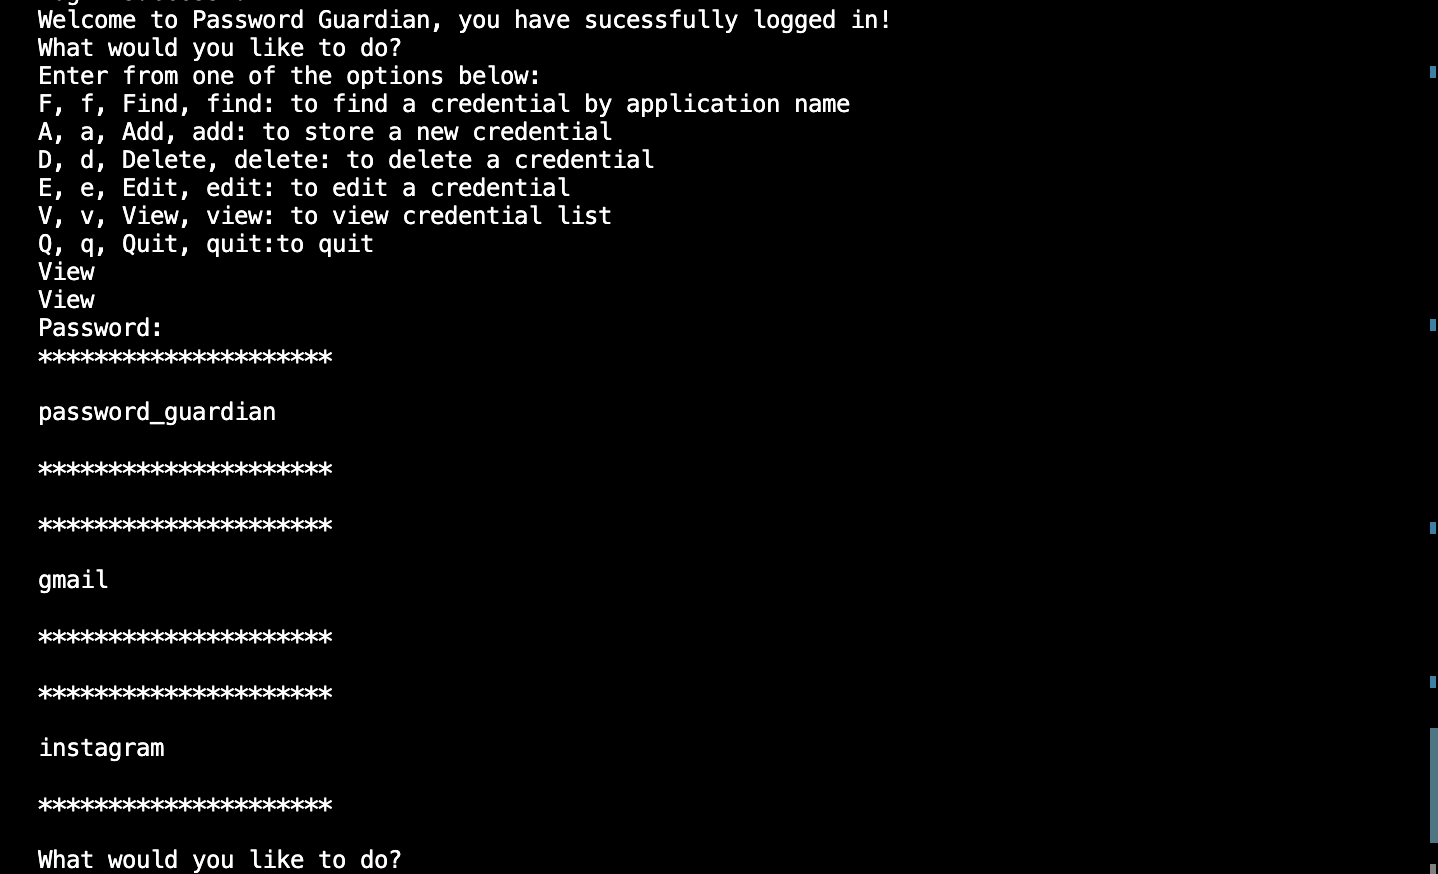 Welcome to Password Guardian, you have sucessfully logged in!
What would you like to do?
Enter from one of the options below:
F, f, Find, find: to find a credential by application name
A, a, Add, add: to store a new credential
D, d, Delete, delete: to delete a credential
E, e, Edit, edit: to edit a credential
V, v, View, view: to view credential list
Q, q, Quit, quit:to quit
View
View
Password:
*********************
password_guardian
*********************
*********************
gmail
*********************
*********************
instagram
*********************
What would you like to do?